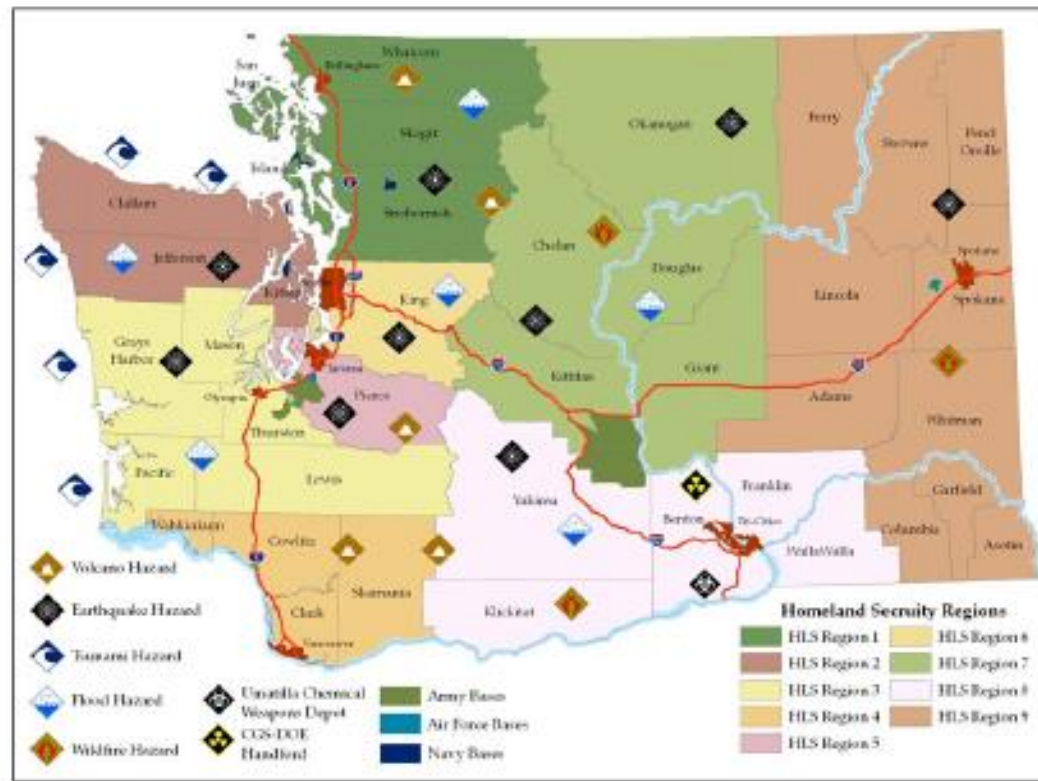 Whatcom
Bellingham
San
Juan
Skagit
Okanogan
Ferry
Stevens
Pend
Oreille
Island
Snohomish
Clallam
Jefferson
Chelan
Douglas
Spokane
Kitsap
King
Lincoln
Spokane
Grays
Harbor
Mason
Tacoma
Kittitas
Grant
Olympia
Pierce
Adams
Whitman
Thurston
Pacific
Lewis
Yakima
Franklin
Garfield
Benton
Tri-Cities
Wahkiakum
Cowlitz
Columbia
WallaWalla
Asotin
Skamania
Klickitat
Clark
Vancouver
Volcano Hazard
Earthquake Hazard
Tsunami Hazard
Flood Hazard
Wildfire Hazard
Umatilla Chemical
Weapons Depot
CGS-DOE
Handford
Army Bases
Air Force Bases
Navy Bases
Homeland Secruity Regions
HLS Region 1
HLS Region 2
HLS Region 3
HLS Region 4
HLS Region 5
HLS Region 6
HLS Region 7
HLS Region 8
HLS Region 9